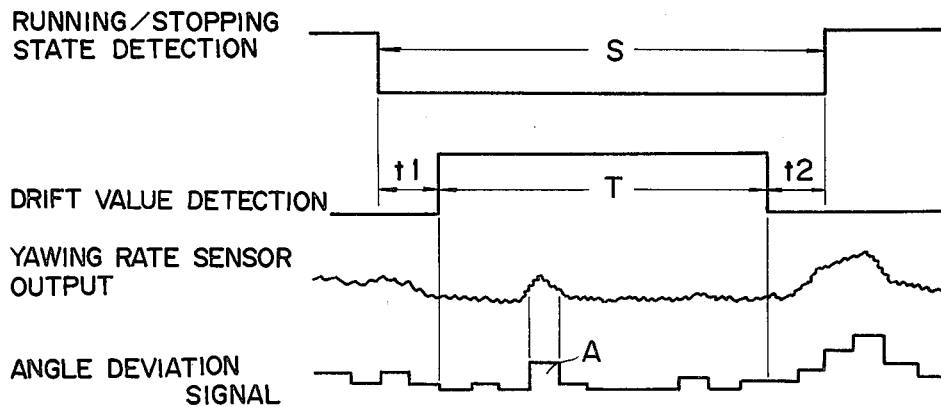 RUNNING/STOPPING
STATE DETECTION
S
t1
t2
T
DRIFT VALUE DETECTION
YAWING RATE SENSOR
OUTPUT
A
ANGLE DEVIATION
SIGNAL